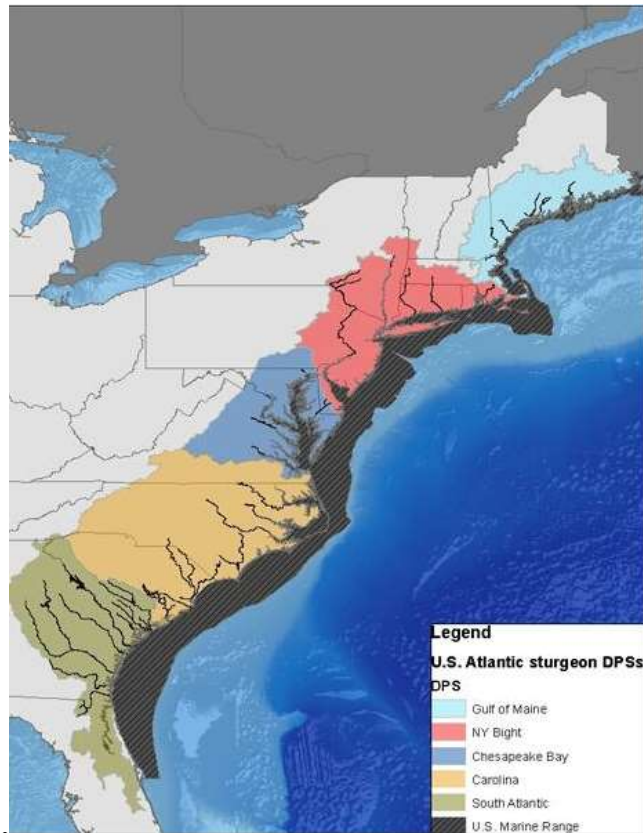 Legend
U.S. Atlantic sturgeon DPSs
DPS
Gulf of Maine
NY Bight
Chesapeake Bay
Carolina
South Atlantic
U.S. Marine Range